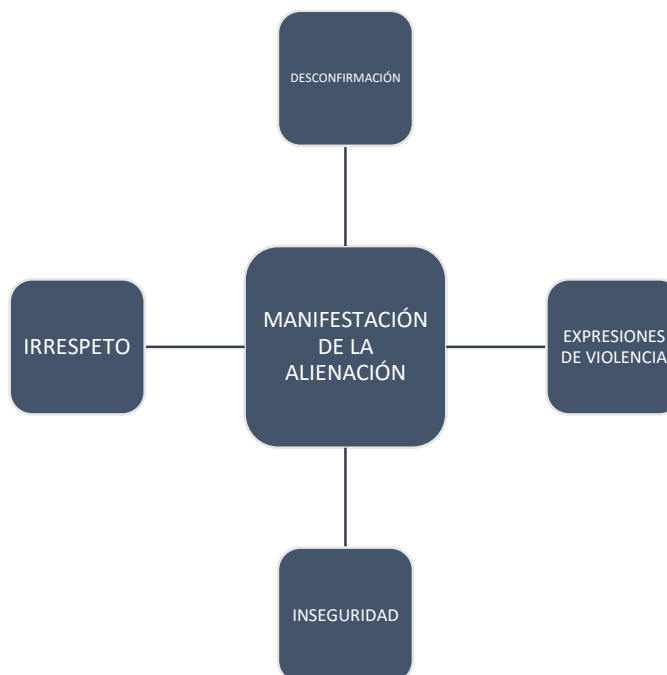 DESCONFIRMACIÓN
IRRESPETO
MANIFESTACIÓN
DE LA
ALIENACIÓN
EXPRESIONES
DE VIOLENCIA
INSEGURIDAD